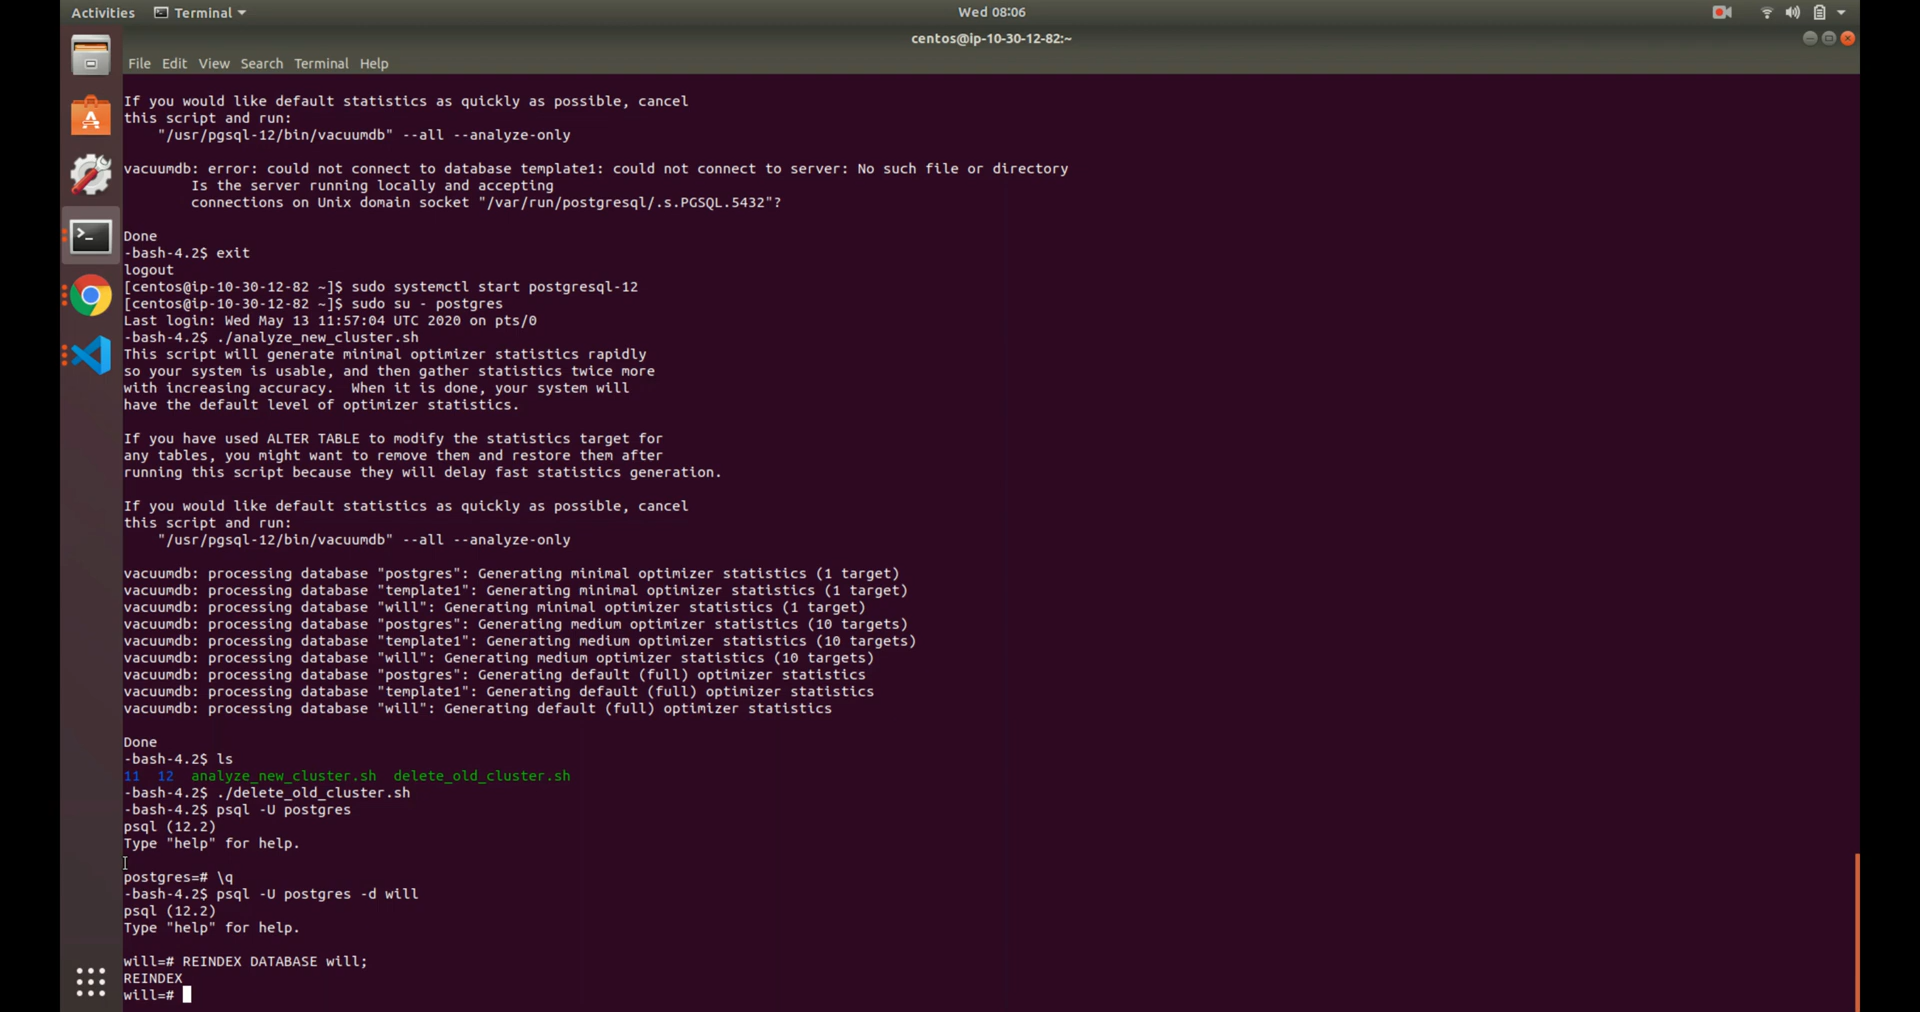 Activities Terminal Wed 08:06
centos@ip-10-30-12-82:~
File Edit View Search Terminal Help
If you would like default statistics as quickly as possible, cancel
this script and run:
"/usr/pgsql-12/bin/vacuumdb" --all --analyze-only
vacuumdb: error: could not connect to database template1: could not connect to server: No such file or directory
Is the server running locally and accepting
connections on Unix domain socket "/var/run/postgresql/.s.PGSQL.5432"?
Done
-bash-4.2$ exit
logout
[centos@ip-10-30-12-82 ~]$ sudo systemctl start postgresql-12
[centos@ip-10-30-12-82 ~]$ sudo su - postgres
Last login: Wed May 13 11:57:04 UTC 2020 on pts/0
-bash-4.2$ ./analyze_new_cluster.sh
This script will generate minimal optimizer statistics rapidly
so your system is usable, and then gather statistics twice more
with increasing accuracy.  When it is done, your system will
have the default level of optimizer statistics.
If you have used ALTER TABLE to modify the statistics target for
any tables, you might want to remove them and restore them after
running this script because they will delay fast statistics generation.
If you would like default statistics as quickly as possible, cancel
this script and run:
"/usr/pgsql-12/bin/vacuumdb" --all --analyze-only
vacuumdb: processing database "postgres": Generating minimal optimizer statistics (1 target)
vacuumdb: processing database "template1": Generating minimal optimizer statistics (1 target)
vacuumdb: processing database "will": Generating minimal optimizer statistics (1 target)
vacuumdb: processing database "postgres": Generating medium optimizer statistics (10 targets)
vacuumdb: processing database "template1": Generating medium optimizer statistics (10 targets)
vacuumdb: processing database "will": Generating medium optimizer statistics (10 targets)
vacuumdb: processing database "postgres": Generating default (full) optimizer statistics
vacuumdb: processing database "template1": Generating default (full) optimizer statistics
vacuumdb: processing database "will": Generating default (full) optimizer statistics
Done
-bash-4.2$ ls
11  12  analyze_new_cluster.sh  delete_old_cluster.sh
-bash-4.2$ ./delete_old_cluster.sh
-bash-4.2$ psql -U postgres
psql (12.2)
Type "help" for help.
postgres=# \q
-bash-4.2$ psql -U postgres -d will
psql (12.2)
Type "help" for help.
will=# REINDEX DATABASE will;
REINDEX
will=#